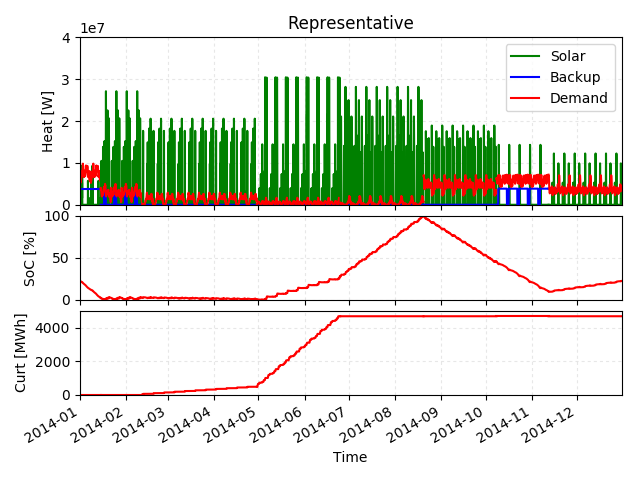 Representative
1e7
4
3
2
1
0
Heat [W]
Solar
Backup
Demand
100
50
0
SoC [%]
4000
2000
0
Curt [MWh]
2014-01
2014-02
2014-03
2014-04
2014-05
2014-06
2014-07
2014-08
2014-09
2014-10
2014-11
2014-12
Time